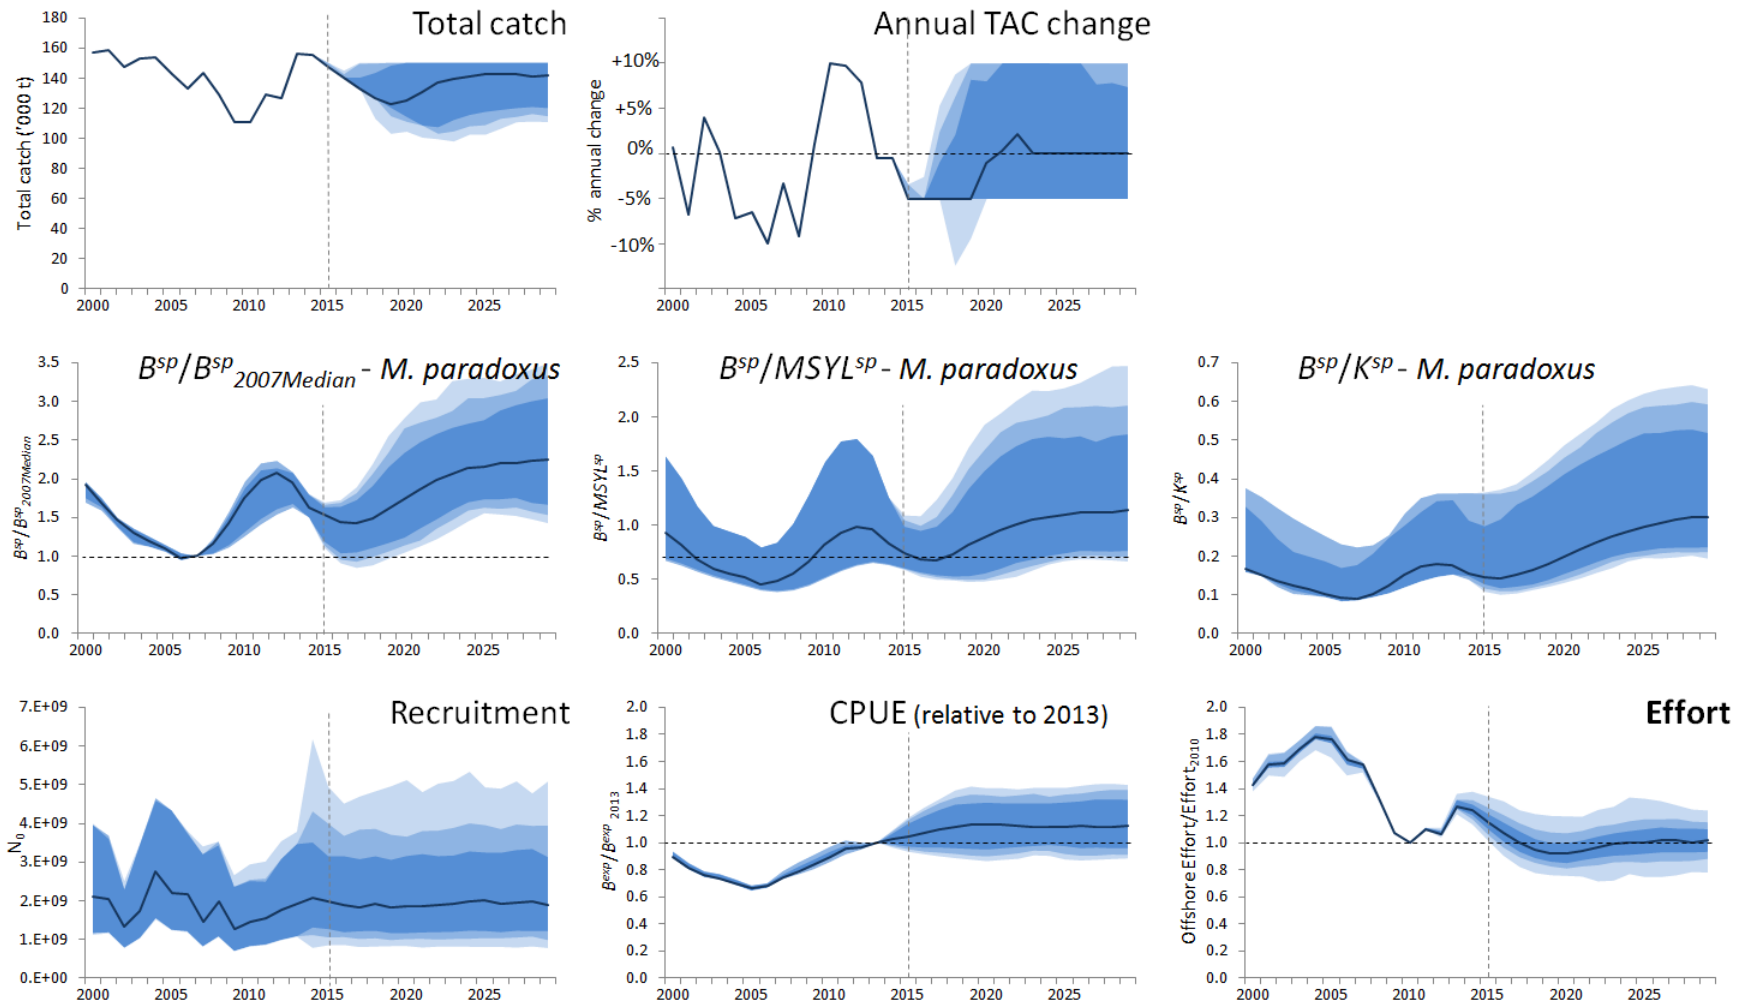 Total catch
Total catch ('000 t)
180
160
140
120
100
80
60
40
20
0
2000 2005 2010 2015 2020 2025
Annual TAC change
% annual change
+10%
+5%
0%
-5%
-10%
2000 2005 2010 2015 2020 2025
Bsp/Bsp2007Median - M. paradoxus
Bsp/Bsp2007Median
3.5
3.0
2.5
2.0
1.5
1.0
0.5
0.0
2000 2005 2010 2015 2020 2025
Bsp/MSYLsp - M. paradoxus
Bsp/MSYLsp
2.5
2.0
1.5
1.0
0.5
0.0
2000 2005 2010 2015 2020 2025
Bsp/Ksp - M. paradoxus
Bsp/Ksp
0.7
0.6
0.5
0.4
0.3
0.2
0.1
0.0
2000 2005 2010 2015 2020 2025
Recruitment
N0
7.E+09
6.E+09
5.E+09
4.E+09
3.E+09
2.E+09
1.E+09
0.E+00
2000 2005 2010 2015 2020 2025
CPUE (relative to 2013)
Bexp/Bexp2013
2.0
1.8
1.6
1.4
1.2
1.0
0.8
0.6
0.4
0.2
0.0
2000 2005 2010 2015 2020 2025
Effort
Offshore Effort/Effort2010
2.0
1.8
1.6
1.4
1.2
1.0
0.8
0.6
0.4
0.2
0.0
2000 2005 2010 2015 2020 2025